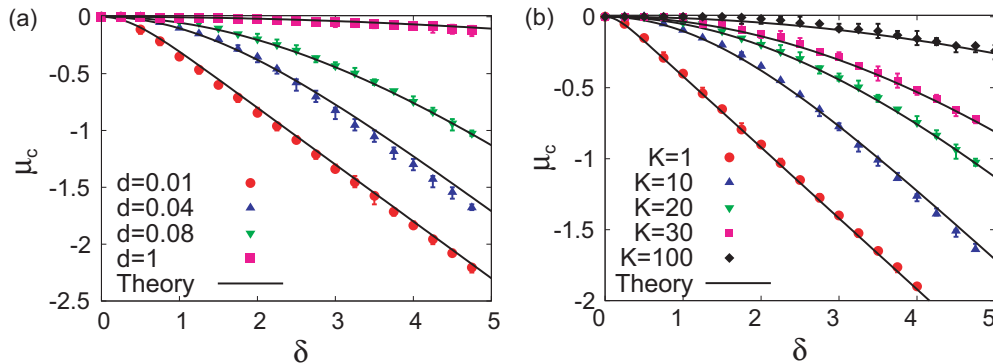 (a)
0
-0.5
-1
-1.5
-2
-2.5
μc
d=0.01
d=0.04
d=0.08
d=1
Theory
0 1 2 3 4 5
δ
(b)
0
-0.5
-1
-1.5
-2
μc
K=1
K=10
K=20
K=30
K=100
Theory
0 1 2 3 4 5
δ